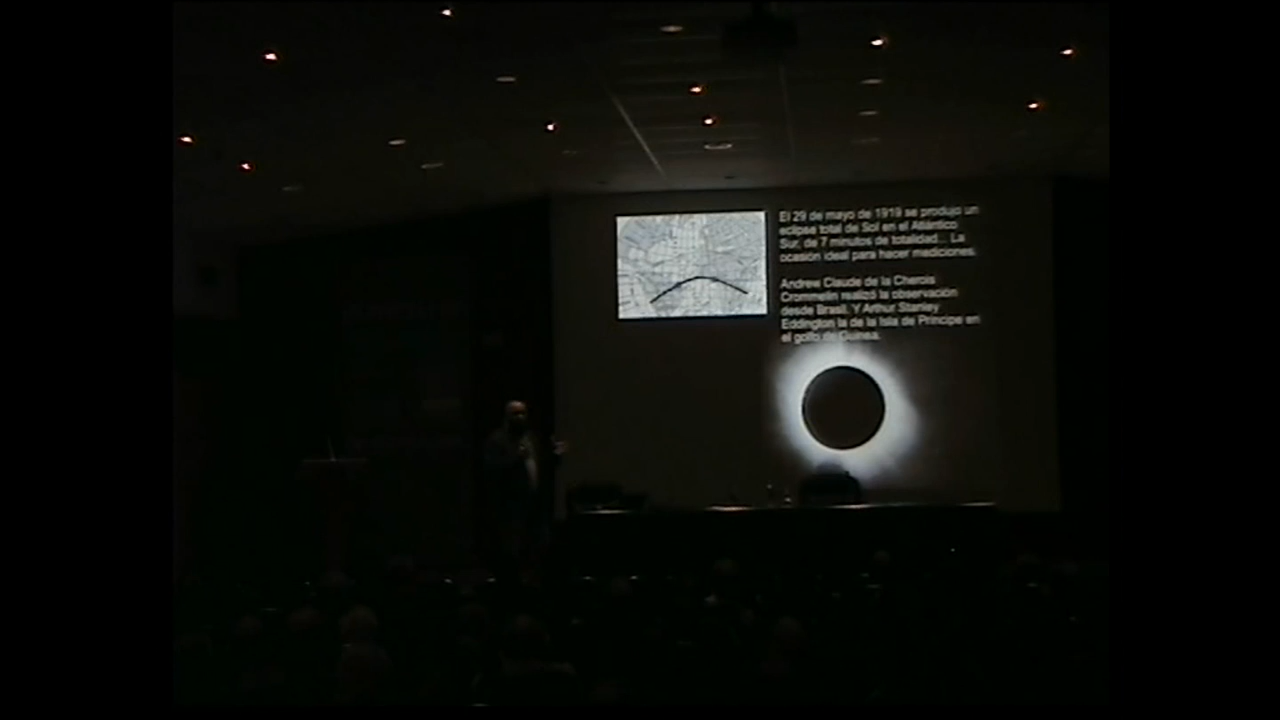 El 29 de mayo de 1919 se produjo un
eclipse total de Sol en el Atlántico
Sur, de 7 minutos de totalidad... La
ocasión ideal para hacer mediciones.
Andrew Claude de la Cherois
Crommelin realizó la observación
desde Brasil. Y Arthur Stanley
Eddington la de la Isla de Principe en
el golfo de Guinea.